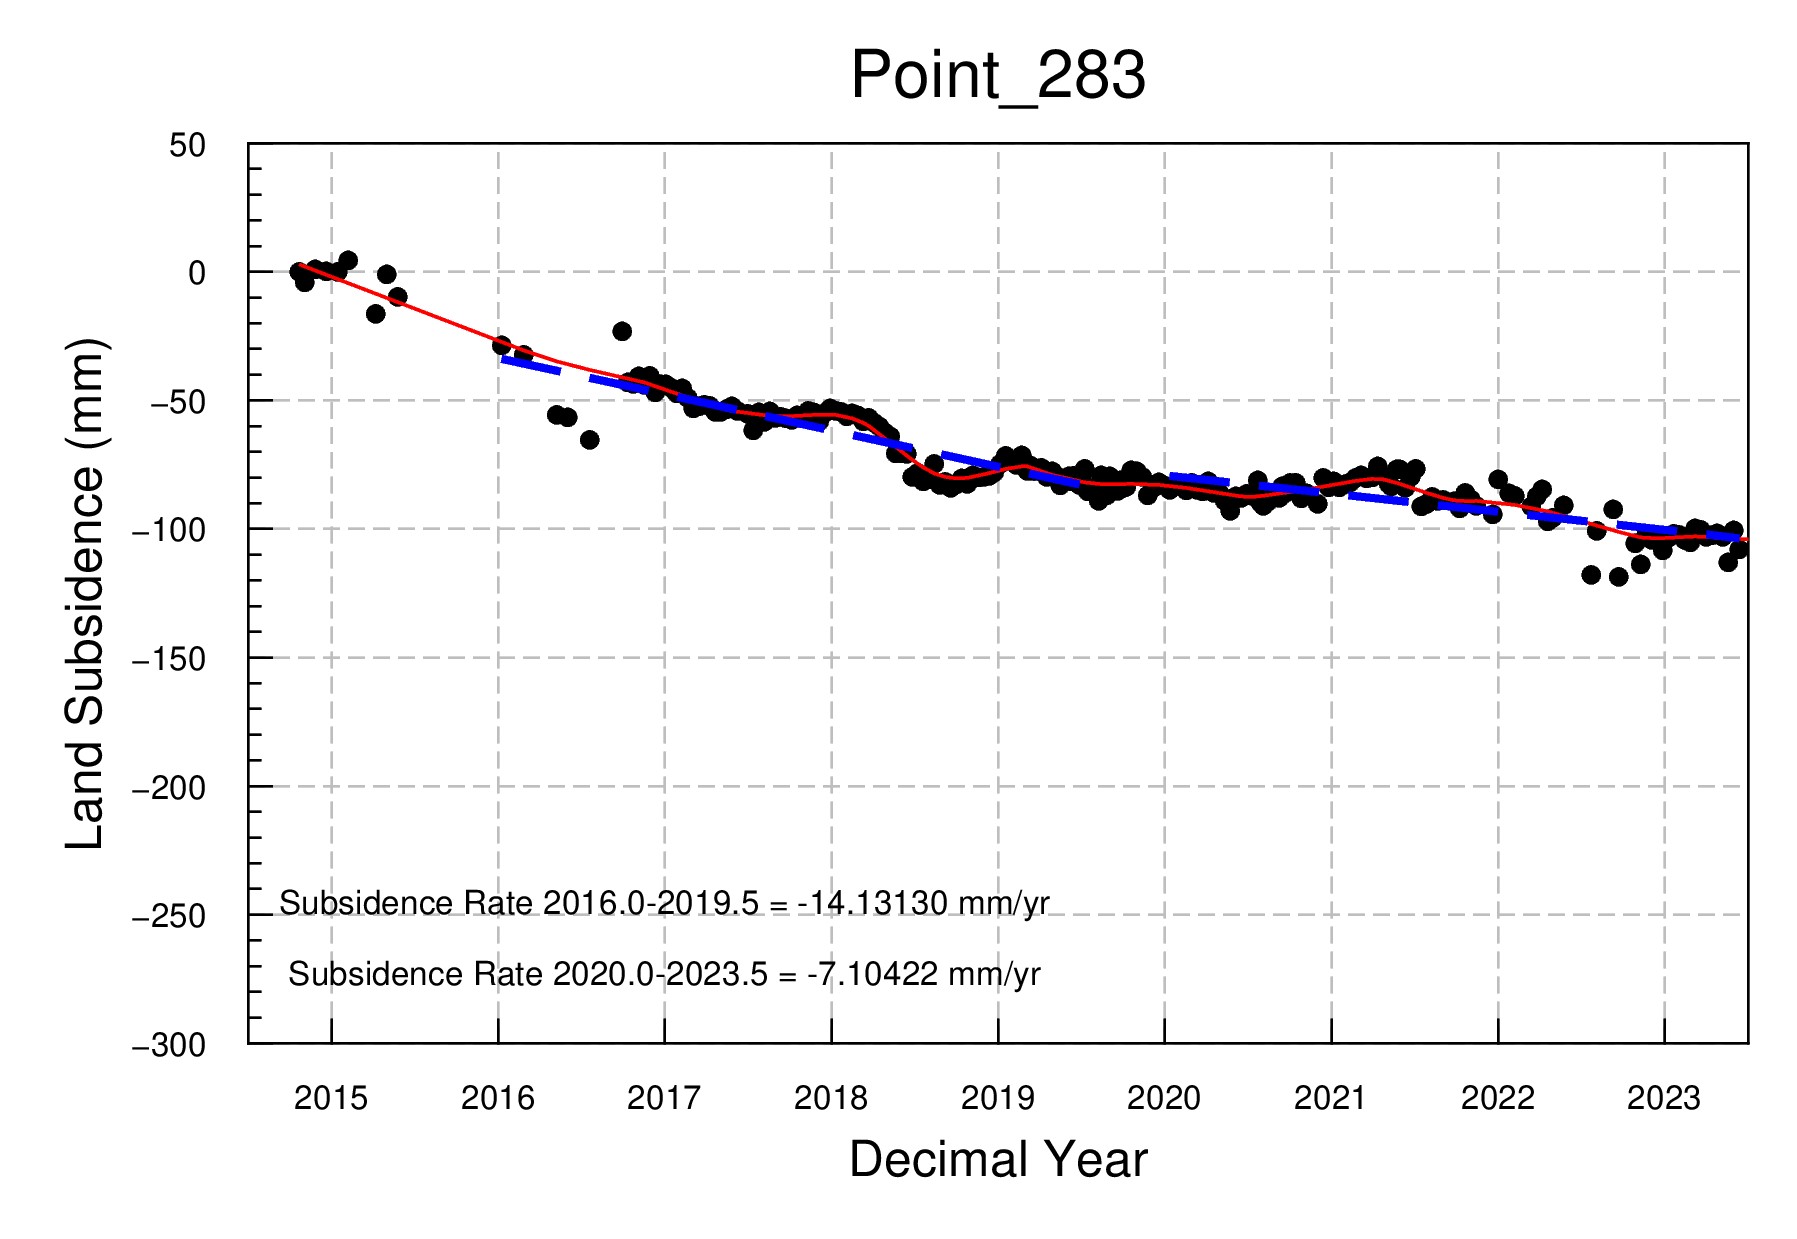 Point_283
50
0
−50
−100
−150
−200
−250
−300
Land Subsidence (mm)
Subsidence Rate 2016.0-2019.5 = -14.13130 mm/yr
Subsidence Rate 2020.0-2023.5 = -7.10422 mm/yr
2015 2016 2017 2018 2019 2020 2021 2022 2023
Decimal Year